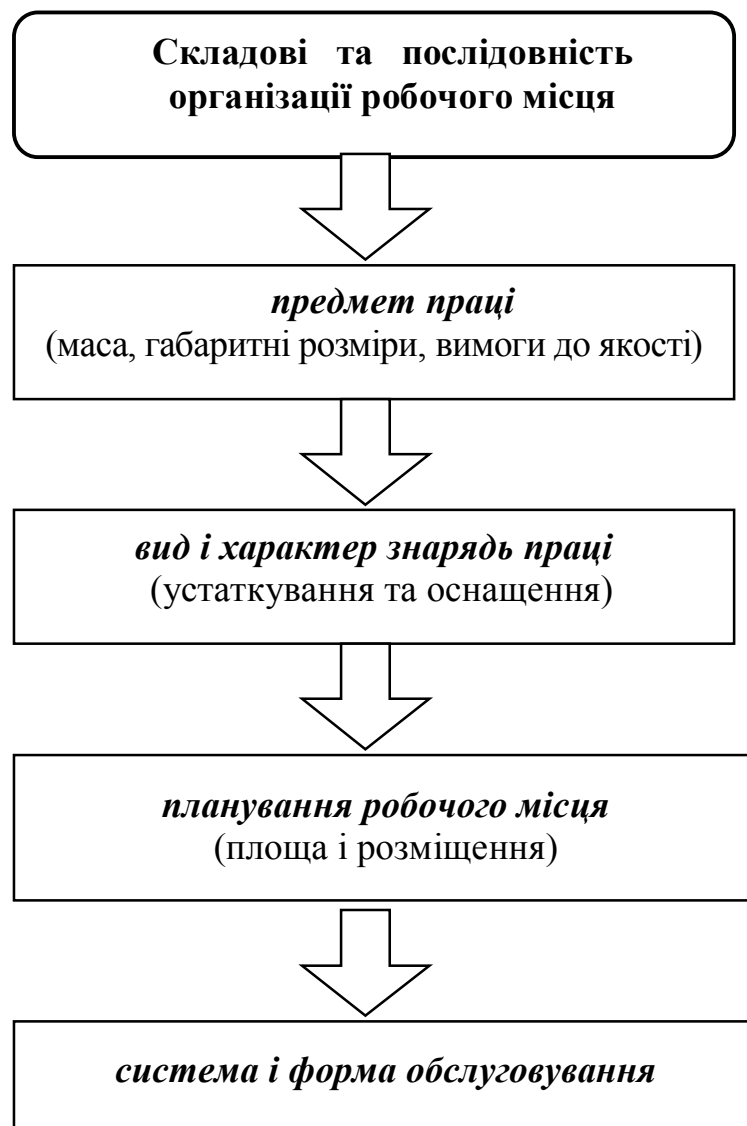 Складові та послідовність
організації робочого місця
предмет праці
(маса, габаритні розміри, вимоги до якості)
вид і характер знарядь праці
(устаткування та оснащення)
планування робочого місця
(площа і розміщення)
система і форма обслуговування